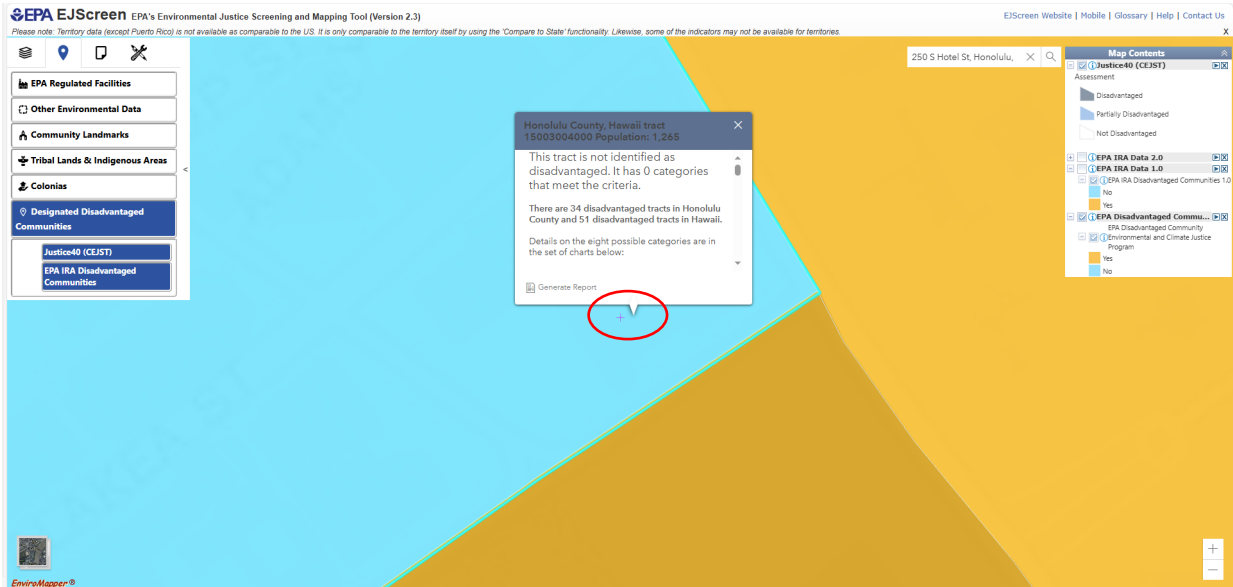 EPA EJScreen EPA's Environmental Justice Screening and Mapping Tool (Version 2.3)
EJScreen Website | Mobile | Glossary | Help | Contact Us
Please note: Territory data (except Puerto Rico) is not available as comparable to the US. It is only comparable to the territory itself by using the 'Compare to State' functionality. Likewise, some of the indicators may not be available for territories.
X
EPA Regulated Facilities
Other Environmental Data
Community Landmarks
Tribal Lands & Indigenous Areas
Colonias
Designated Disadvantaged
Communities
Justice40 (CEJST)
EPA IRA Disadvantaged
Communities
<
Honolulu County, Hawaii tract
15003004000 Population: 1,265
This tract is not identified as
disadvantaged. It has 0 categories
that meet the criteria.
There are 34 disadvantaged tracts in Honolulu
County and 51 disadvantaged tracts in Hawaii.
Details on the eight possible categories are in
the set of charts below:
Generate Report
250 S Hotel St, Honolulu,
Map Contents
Justice40 (CEJST)
Assessment
Disadvantaged
Partially Disadvantaged
Not Disadvantaged
EPA IRA Data 2.0
EPA IRA Data 1.0
EPA IRA Disadvantaged Communities 1.0
No
Yes
EPA Disadvantaged Commu...
EPA Disadvantaged Community
Environmental and Climate Justice
Program
Yes
No
EnviroMapper ®